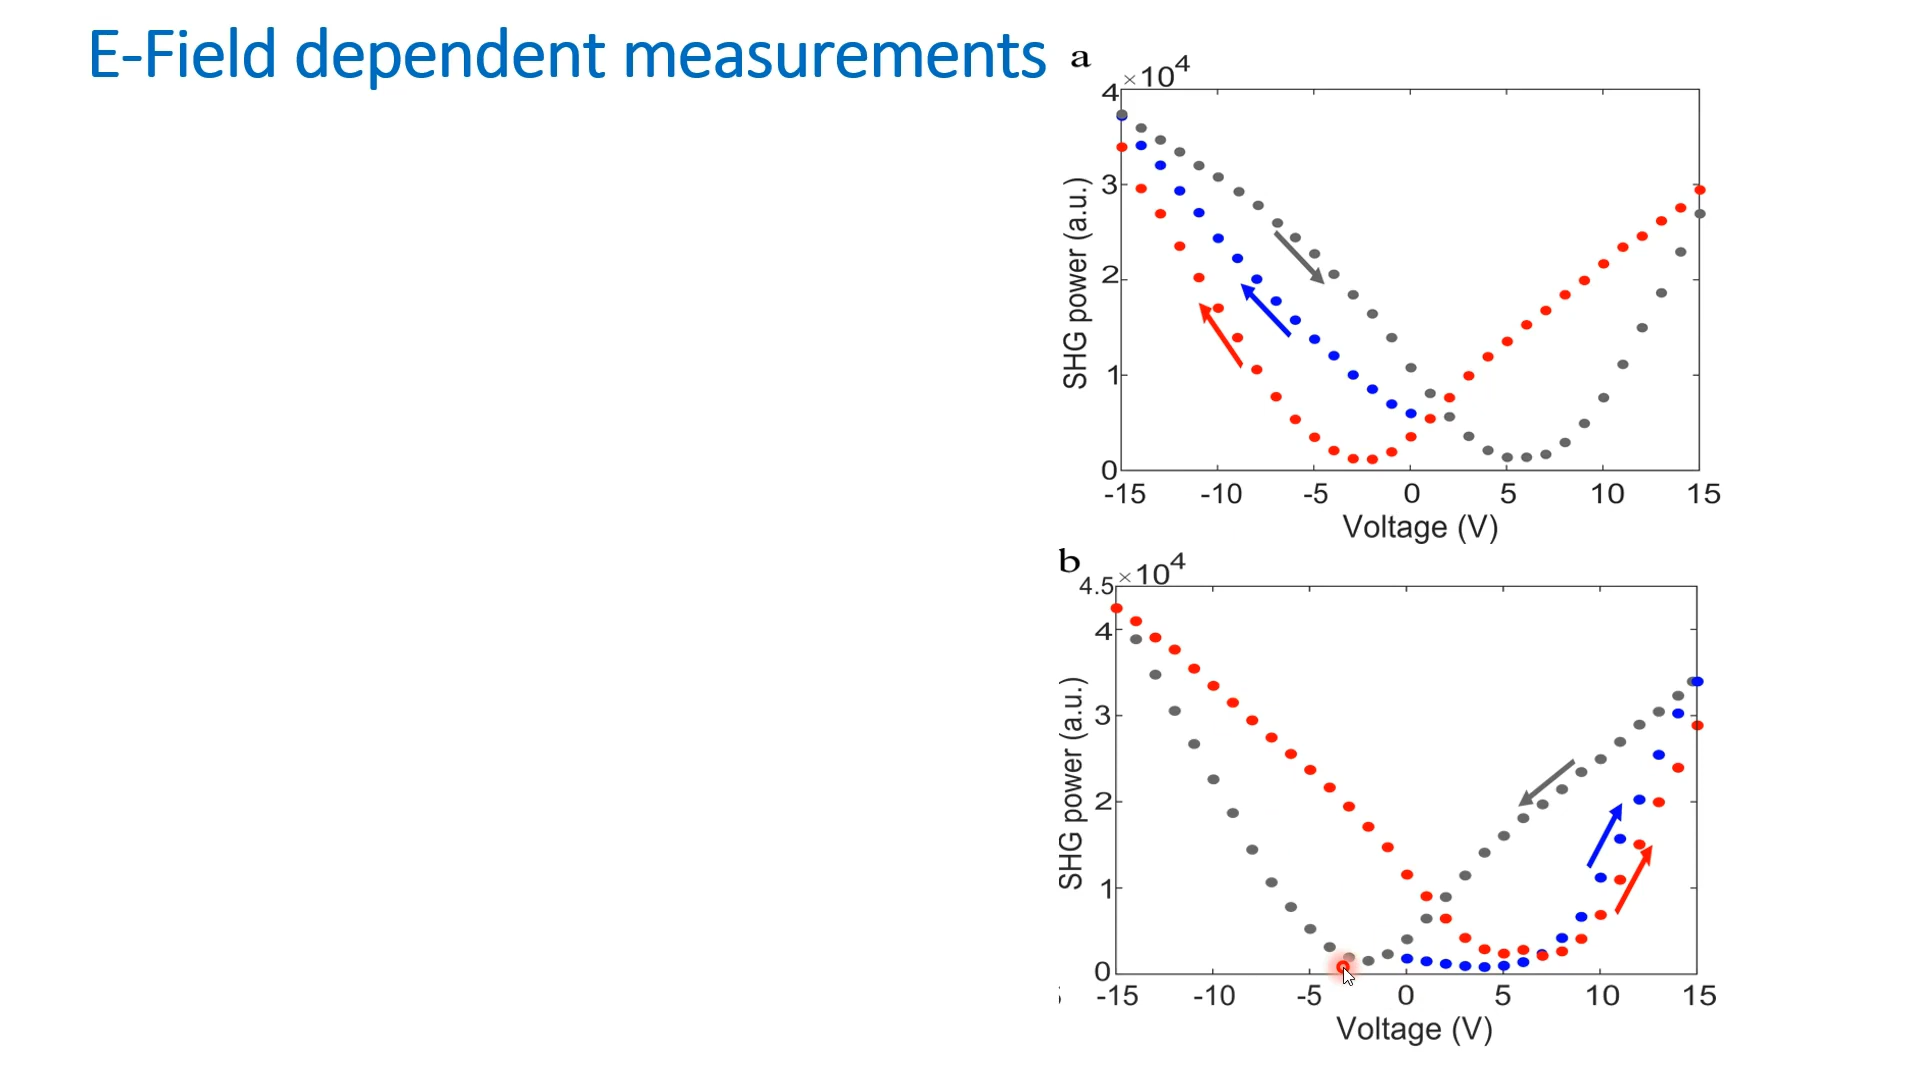 E-Field dependent measurements
a
×10⁴
4
3
2
1
0
SHG power (a.u.)
-15 -10 -5 0 5 10 15
Voltage (V)
b
×10⁴
4.5
4
3
2
1
0
SHG power (a.u.)
-15 -10 -5 0 5 10 15
Voltage (V)